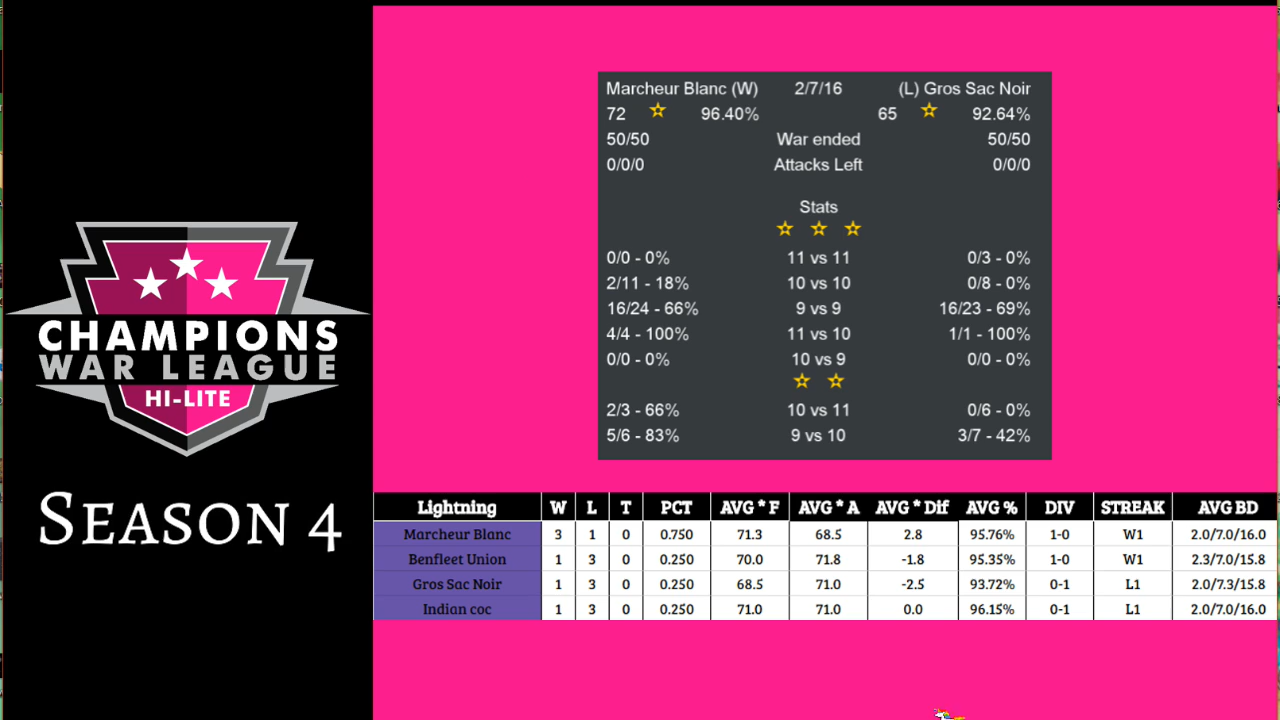 CHAMPIONS
WAR LEAGUE
HI-LITE
SEASON 4
Marcheur Blanc (W) 2/7/16 (L) Gros Sac Noir
72 96.40% 65 92.64%
50/50 War ended 50/50
0/0/0 Attacks Left 0/0/0
Stats
0/0 - 0% 11 vs 11 0/3 - 0%
2/11 - 18% 10 vs 10 0/8 - 0%
16/24 - 66% 9 vs 9 16/23 - 69%
4/4 - 100% 11 vs 10 1/1 - 100%
0/0 - 0% 10 vs 9 0/0 - 0%
2/3 - 66% 10 vs 11 0/6 - 0%
5/6 - 83% 9 vs 10 3/7 - 42%
Lightning W L T PCT AVG * F AVG * A AVG * Dif AVG % DIV STREAK AVG BD
Marcheur Blanc 3 1 0 0.750 71.3 68.5 2.8 95.76% 1-0 W1 2.0/7.0/16.0
Benfleet Union 1 3 0 0.250 70.0 71.8 -1.8 95.35% 1-0 W1 2.3/7.0/15.8
Gros Sac Noir 1 3 0 0.250 68.5 71.0 -2.5 93.72% 0-1 L1 2.0/7.3/15.8
Indian coc 1 3 0 0.250 71.0 71.0 0.0 96.15% 0-1 L1 2.0/7.0/16.0